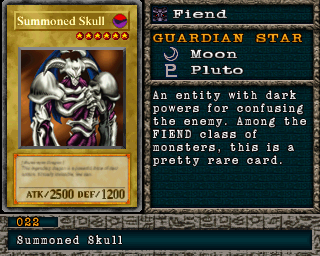 Summoned Skull
ATK/2500 DEF/1200
Fiend
GUARDIAN STAR
Moon
Pluto
An entity with dark
powers for confusing
the enemy. Among the
FIEND class of
monsters, this is a
pretty rare card.
022
Summoned Skull